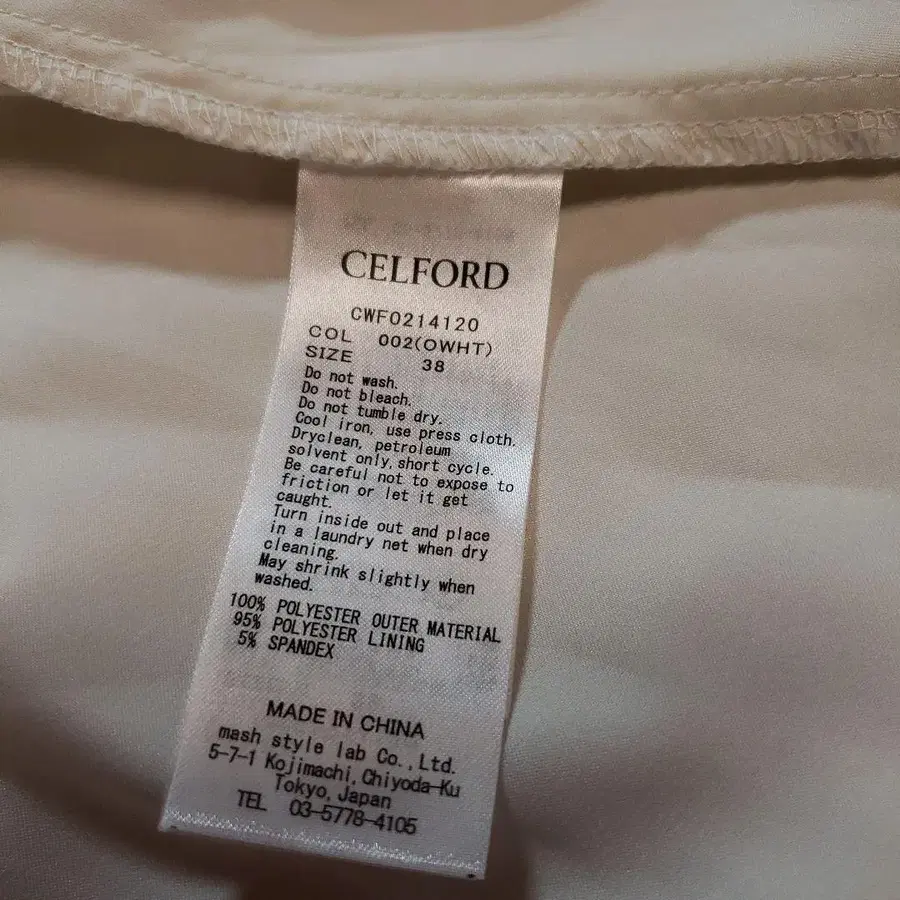 CELFORD
CWF0214120
COL 002(OWHT)
SIZE 38
Do not wash.
Do not bleach.
Do not tumble dry.
Cool iron, use press cloth.
Dryclean, petroleum
solvent only,short cycle.
Be careful not to expose to
friction or let it get
caught.
Turn inside out and place
in a laundry net when dry
cleaning.
May shrink slightly when
washed.
100% POLYESTER OUTER MATERIAL
95% POLYESTER LINING
5% SPANDEX
MADE IN CHINA
mash style lab Co.,Ltd.
5-7-1 Kojimachi,Chiyoda-Ku
Tokyo,Japan
TEL 03-5778-4105